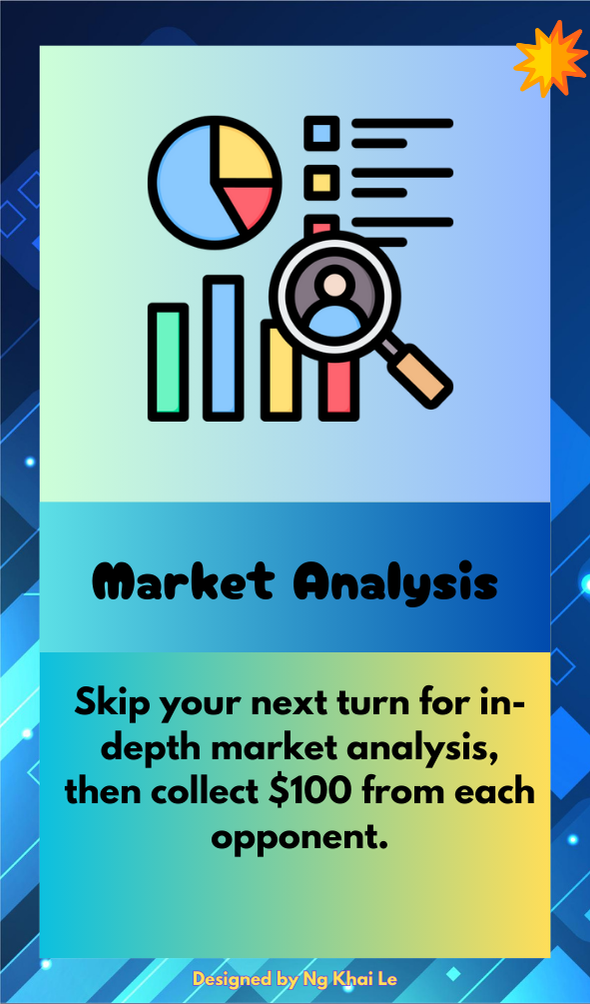 Market Analysis
Skip your next turn for in-
depth market analysis,
then collect $100 from each
opponent.
Designed by Ng Khai Le